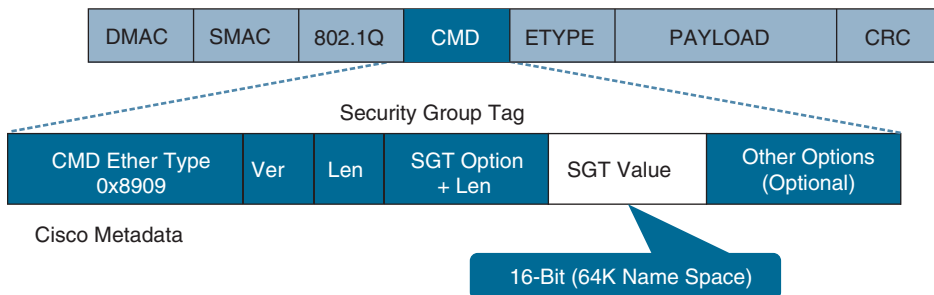 DMAC SMAC 802.1Q CMD ETYPE PAYLOAD CRC
Security Group Tag
CMD Ether Type
0x8909
Ver
Len
SGT Option
+ Len
SGT Value
Other Options
(Optional)
Cisco Metadata
16-Bit (64K Name Space)